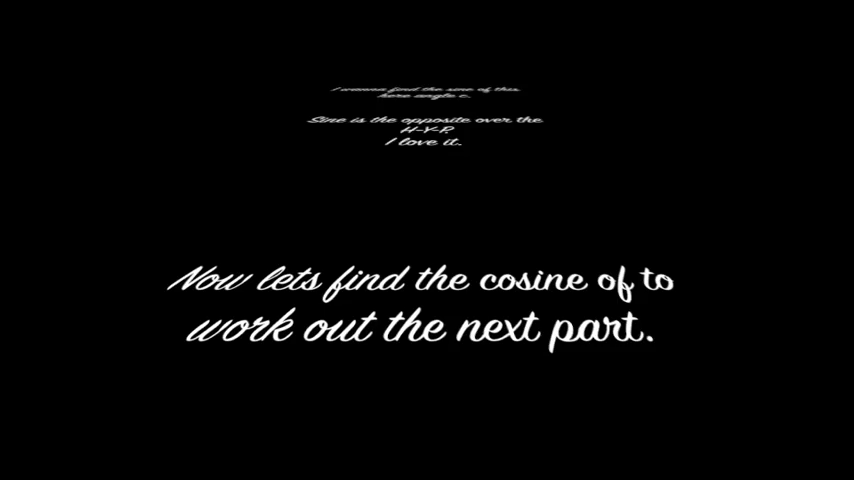 I wanna find the sine of this
here angle c.
Sine is the opposite over the
H-Y-P.
I love it.
Now lets find the cosine of to
work out the next part.